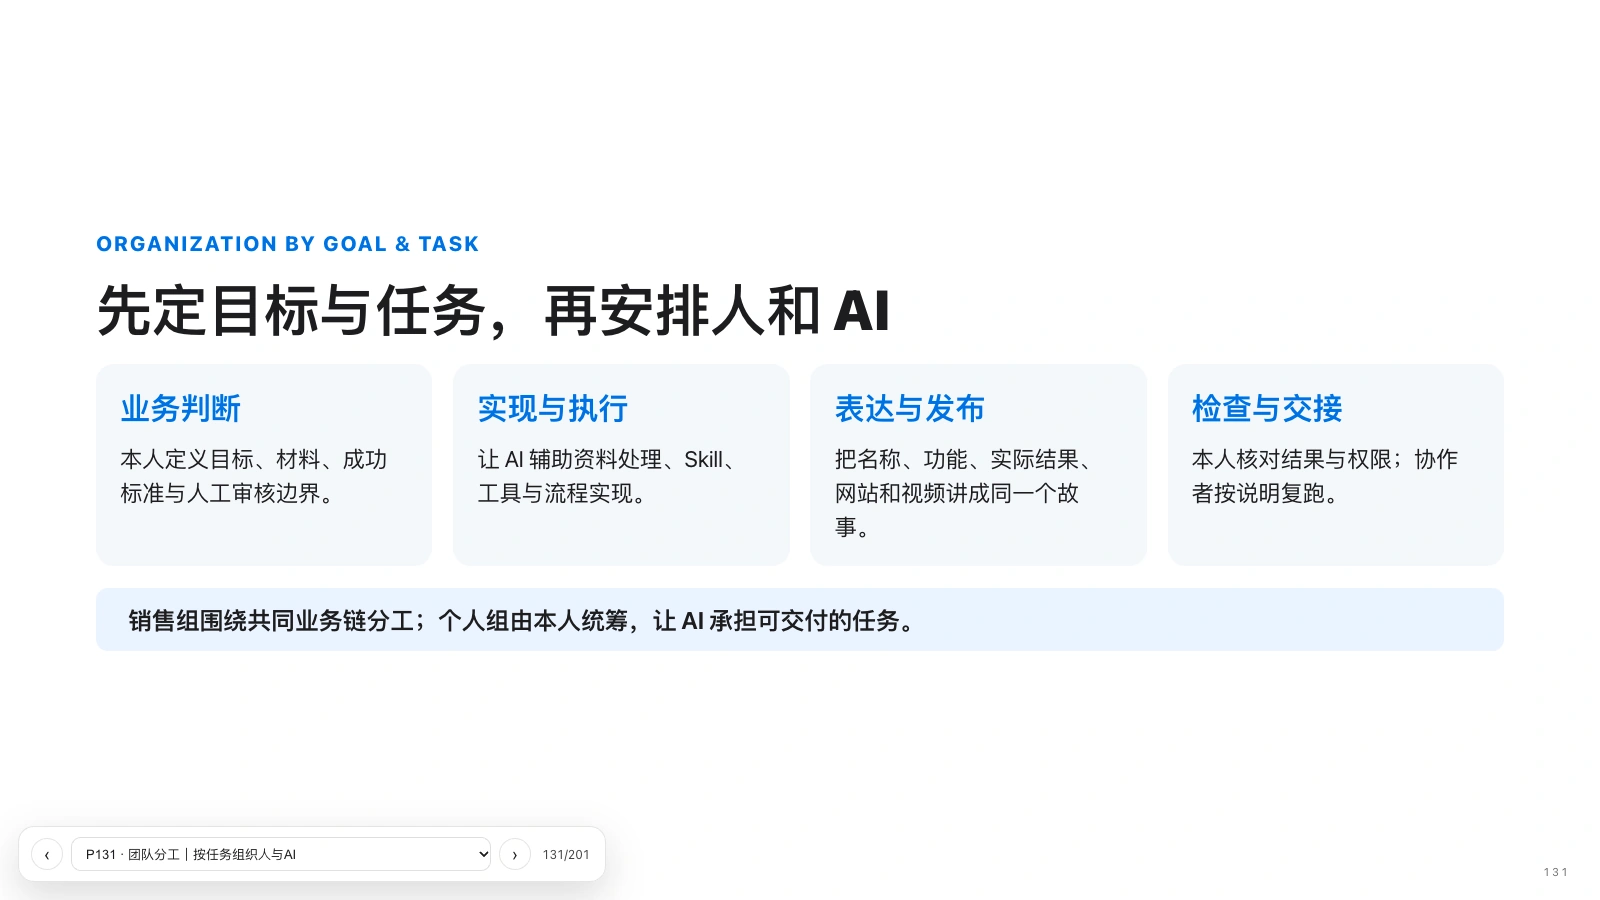 ORGANIZATION BY GOAL & TASK
先定目标与任务，再安排人和 AI
业务判断
本人定义目标、材料、成功
标准与人工审核边界。
实现与执行
让 AI 辅助资料处理、Skill、
工具与流程实现。
表达与发布
把名称、功能、实际结果、
网站和视频讲成同一个故
事。
检查与交接
本人核对结果与权限；协作
者按说明复跑。
销售组围绕共同业务链分工；个人组由本人统筹，让 AI 承担可交付的任务。
‹
P131 · 团队分工｜按任务组织人与AI
›
131/201
131